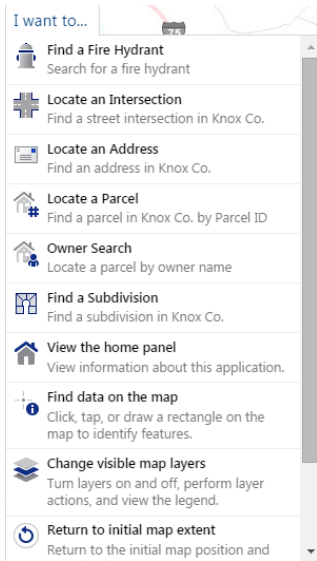 I want to...
75
Find a Fire Hydrant
Search for a fire hydrant
Locate an Intersection
Find a street intersection in Knox Co.
Locate an Address
Find an address in Knox Co.
Locate a Parcel
Find a parcel in Knox Co. by Parcel ID
Owner Search
Locate a parcel by owner name
Find a Subdivision
Find a subdivision in Knox Co.
View the home panel
View information about this application.
Find data on the map
Click, tap, or draw a rectangle on the
map to identify features.
Change visible map layers
Turn layers on and off, perform layer
actions, and view the legend.
Return to initial map extent
Return to the initial map position and